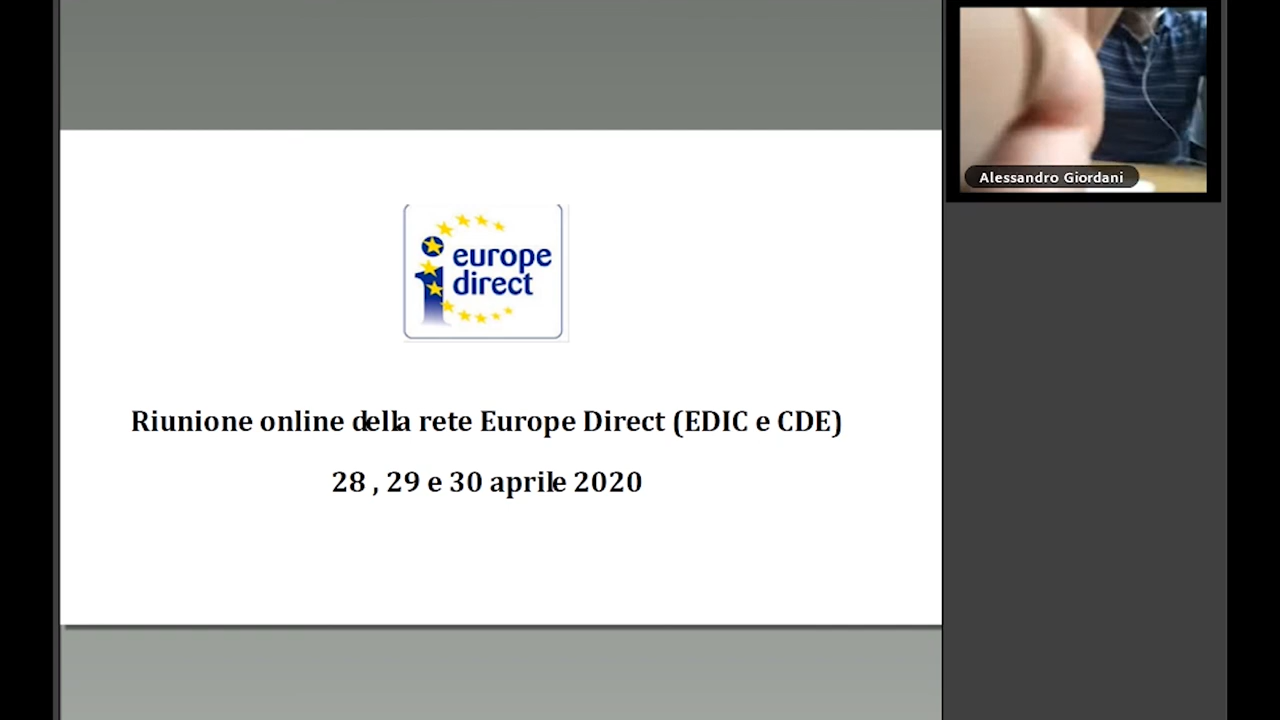 europe
direct
Riunione online della rete Europe Direct (EDIC e CDE)
28 , 29 e 30 aprile 2020
Alessandro Giordani